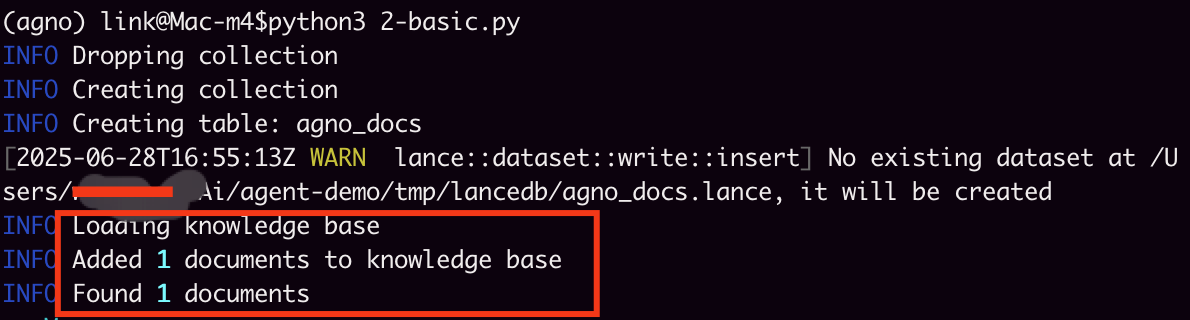 (agno) link@Mac-m4$python3 2-basic.py
INFO Dropping collection
INFO Creating collection
INFO Creating table: agno_docs
[2025-06-28T16:55:13Z WARN  lance::dataset::write::insert] No existing dataset at /U
sers/ Ai/agent-demo/tmp/lancedb/agno_docs.lance, it will be created
INFO Loading knowledge base
INFO Added 1 documents to knowledge base
INFO Found 1 documents